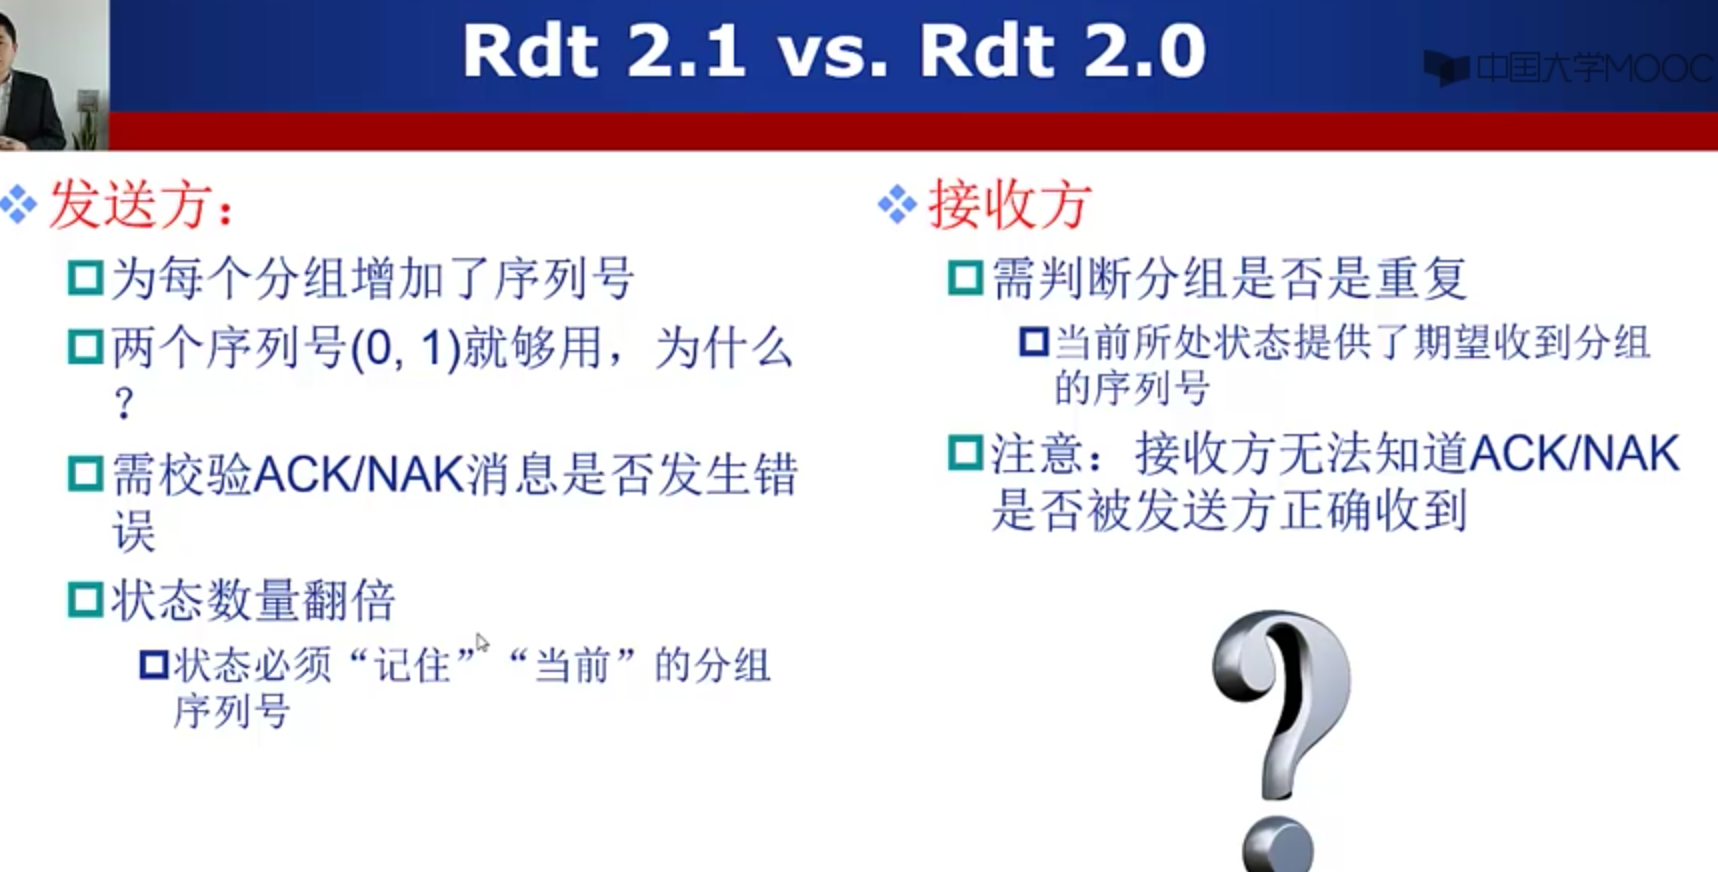 Rdt 2.1 vs. Rdt 2.0
中国大学MOOC
发送方：
为每个分组增加了序列号
两个序列号(0, 1)就够用，为什么
？
需校验ACK/NAK消息是否发生错
误
状态数量翻倍
状态必须“记住”“当前”的分组
序列号
接收方
需判断分组是否是重复
当前所处状态提供了期望收到分组
的序列号
注意：接收方无法知道ACK/NAK
是否被发送方正确收到